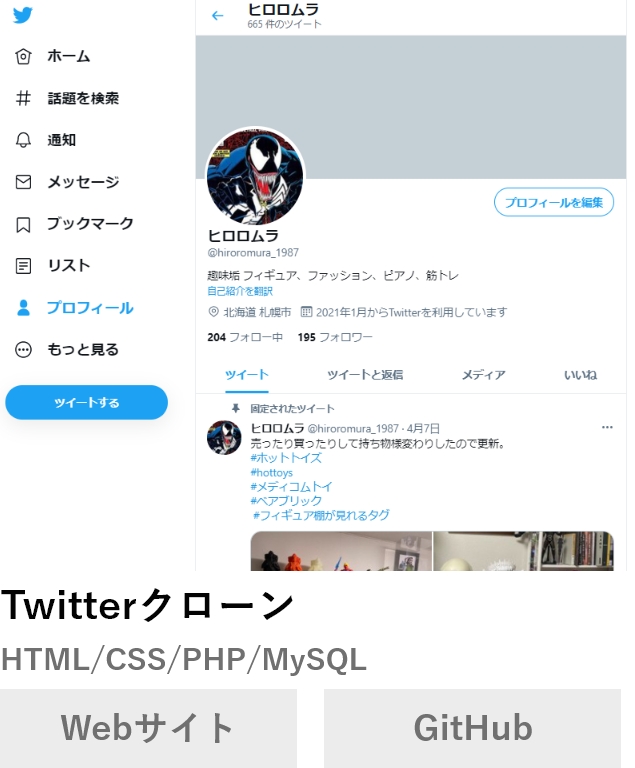 ホーム
話題を検索
通知
メッセージ
ブックマーク
リスト
プロフィール
もっと見る
ツイートする
ヒロロムラ
665 件のツイート
プロフィールを編集
ヒロロムラ
@hiroromura_1987
趣味垢 フィギュア、ファッション、ピアノ、筋トレ
自己紹介を翻訳
北海道 札幌市 2021年1月からTwitterを利用しています
204 フォロー中 195 フォロワー
ツイート ツイートと返信 メディア いいね
固定されたツイート
ヒロロムラ @hiroromura_1987 · 4月7日
売ったり買ったりして持ち物様変わりしたので更新。
#ホットトイズ
#hottoys
#メディコムトイ
#ベアブリック
#フィギュア棚が見れるタグ
Twitterクローン
HTML/CSS/PHP/MySQL
Webサイト GitHub